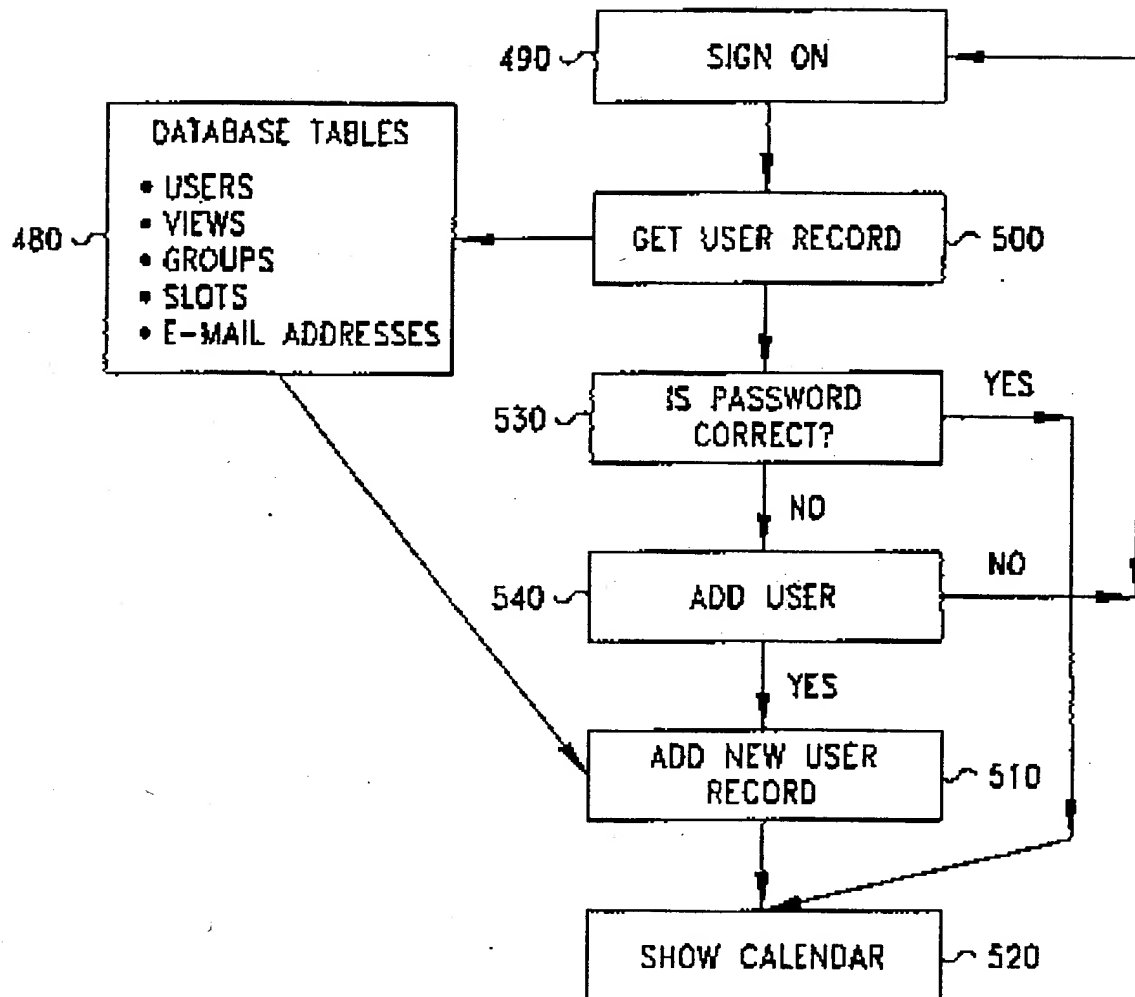 490
SIGN ON
DATABASE TABLES
• USERS
• VIEWS
• GROUPS
• SLOTS
• E-MAIL ADDRESSES
480
GET USER RECORD
500
530
IS PASSWORD
CORRECT?
YES
NO
540
ADD USER
NO
YES
ADD NEW USER
RECORD
510
SHOW CALENDAR
520